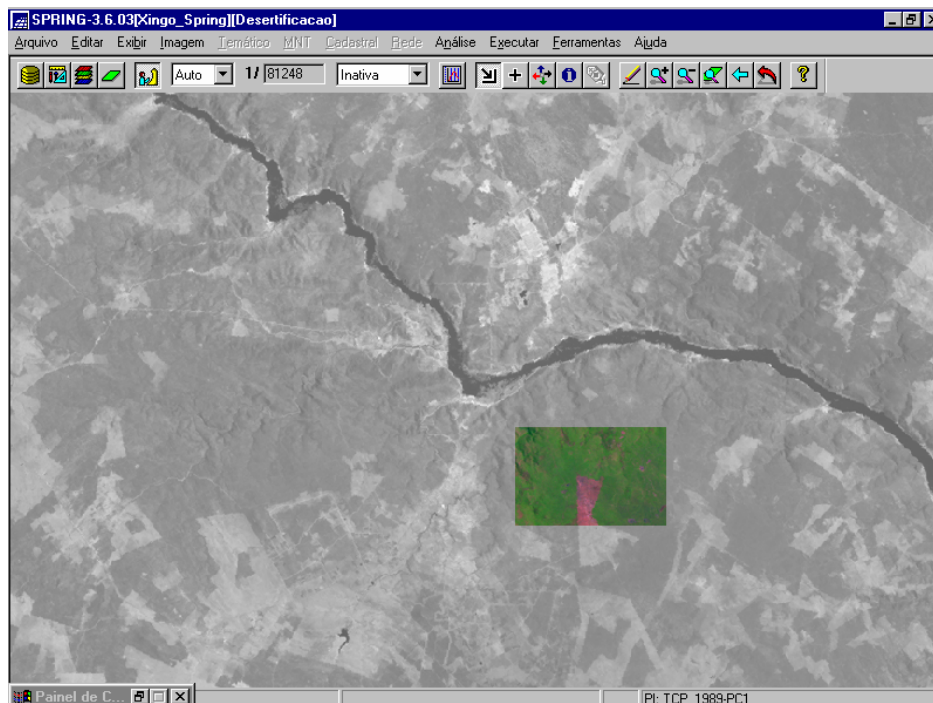 SPRING-3.6.03[Xingo_Spring][Desertificacao]
Arquivo Editar Exibir Imagem Temático MNT Cadastral Rede Análise Executar Ferramentas Ajuda
Auto 1/ 81248 Inativa
Painel de C... PI: TCP_1989-PC1